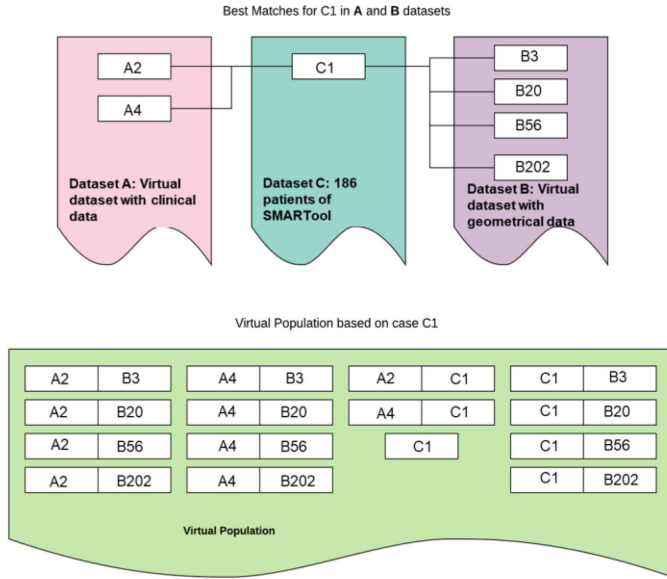 Best Matches for C1 in A and B datasets
A2
A4
Dataset A: Virtual
dataset with clinical
data
C1
Dataset C: 186
patients of
SMARTool
B3
B20
B56
B202
Dataset B: Virtual
dataset with
geometrical data
Virtual Population based on case C1
A2 B3 A4 B3 A2 C1 C1 B3
A2 B20 A4 B20 A4 C1 C1 B20
A2 B56 A4 B56 C1 C1 B56
A2 B202 A4 B202 C1 B202
Virtual Population